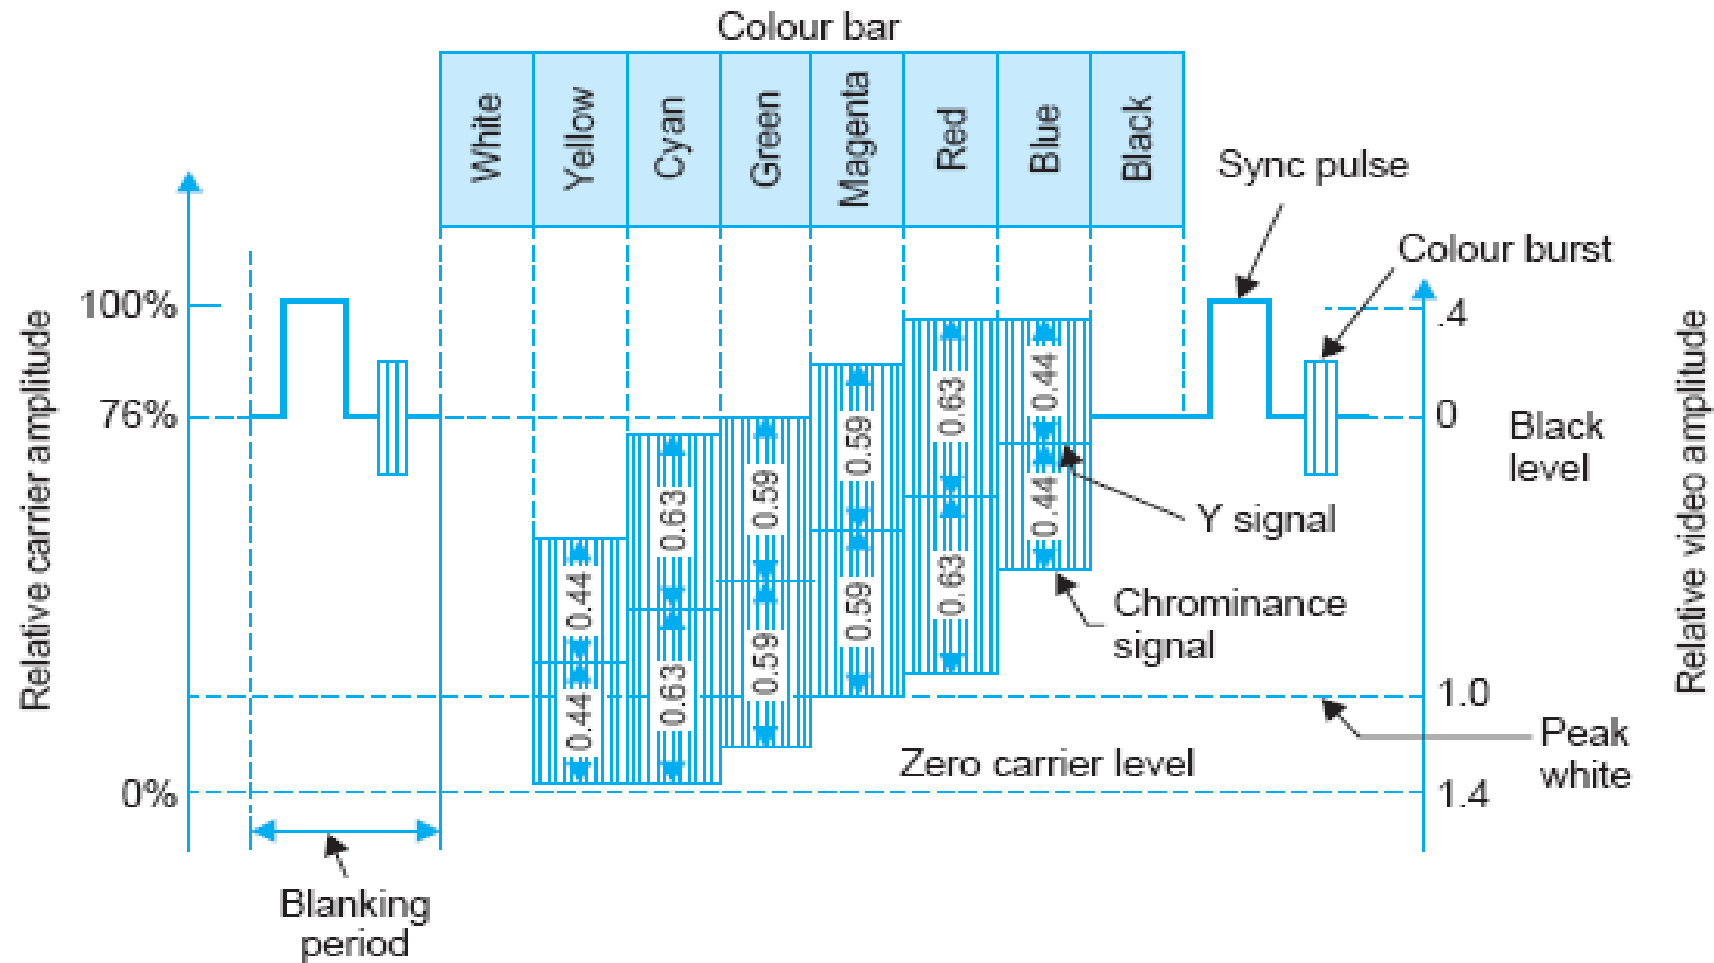 Colour bar
White
Yellow
Cyan
Green
Magenta
Red
Blue
Black
Sync pulse
Colour burst
100%
76%
0%
Relative carrier amplitude
.4
0
Black
level
1.0
1.4
Relative video amplitude
0.44
0.44
0.63
0.63
0.59
0.59
0.59
0.59
0.63
0.63
0.44
0.44
Y signal
Chrominance
signal
Zero carrier level
Peak
white
Blanking
period